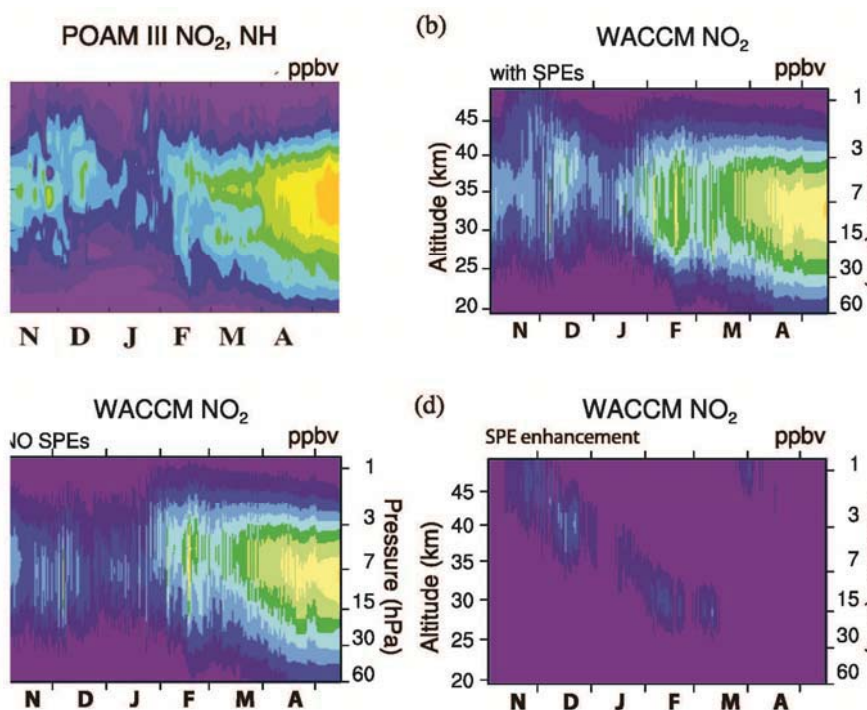 POAM III NO₂, NH
ppbv
N D J F M A
(b)
WACCM NO₂
with SPEs
ppbv
Altitude (km)
45
40
35
30
25
20
1
3
7
15
30
60
N D J F M A
WACCM NO₂
NO SPEs
ppbv
1
3
7
15
30
60
Pressure (hPa)
N D J F M A
(d)
WACCM NO₂
SPE enhancement
ppbv
Altitude (km)
45
40
35
30
25
20
1
3
7
15
30
60
N D J F M A